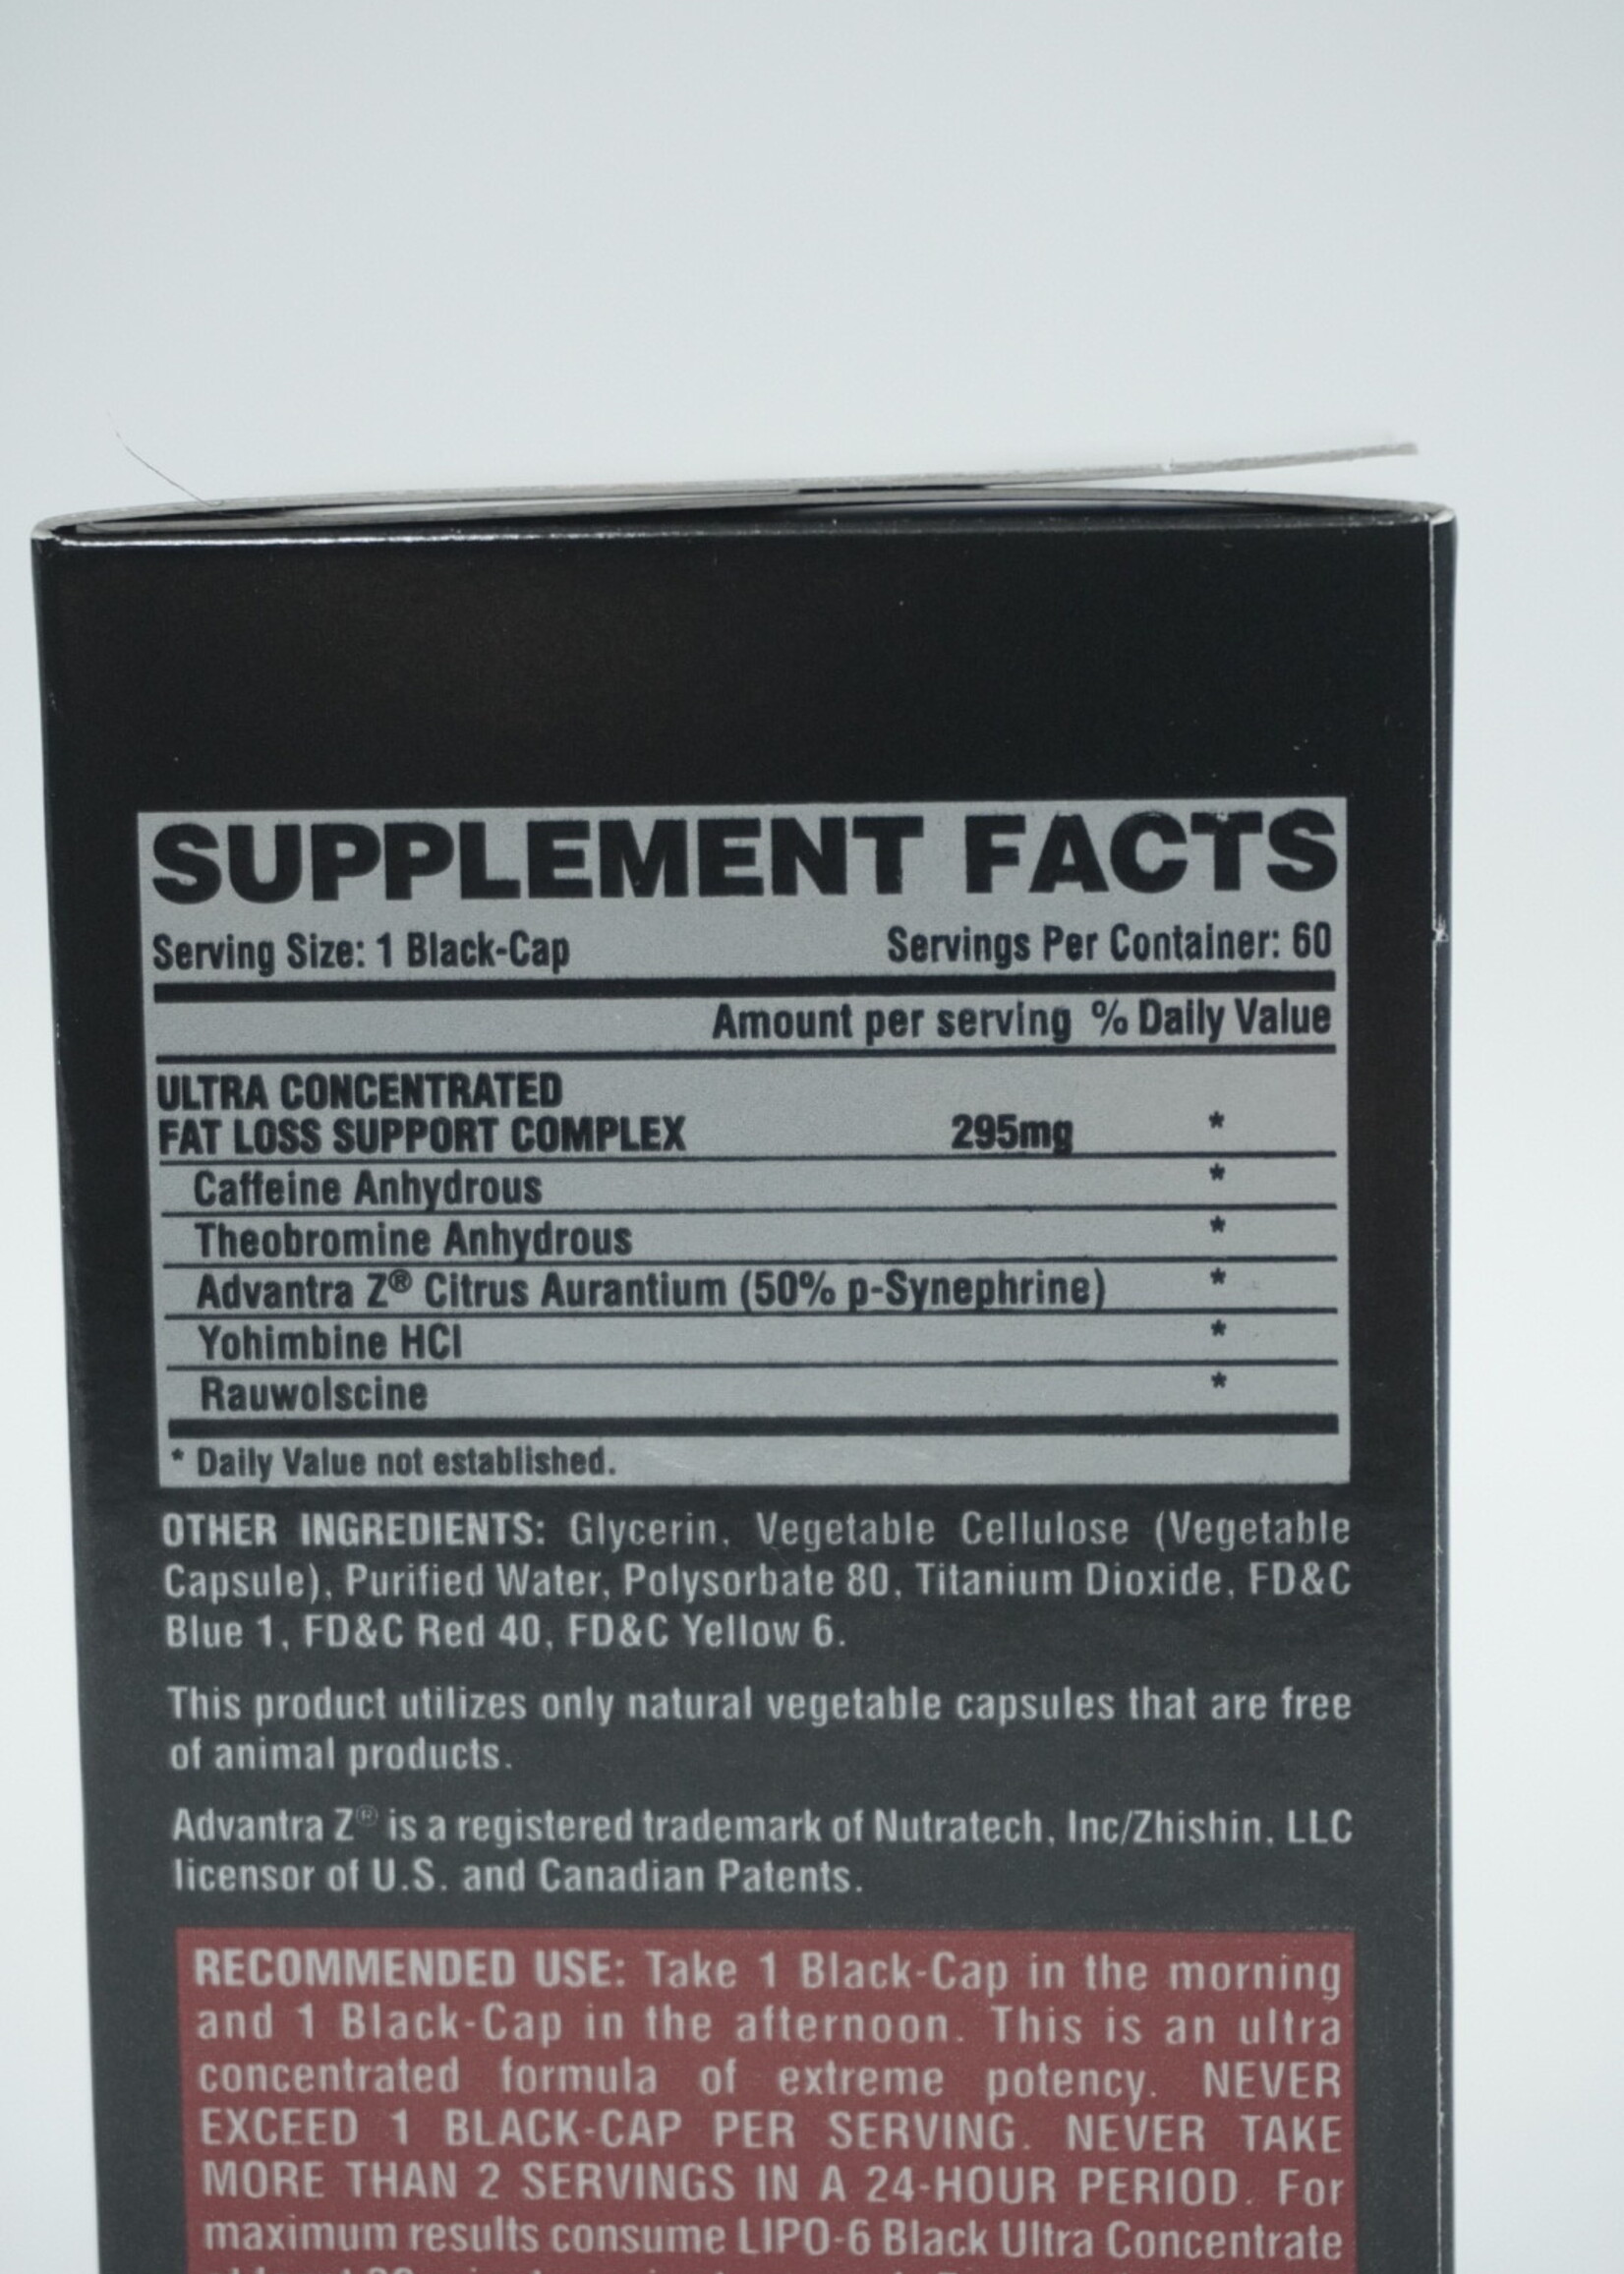 SUPPLEMENT FACTS
Serving Size: 1 Black-Cap Servings Per Container: 60
Amount per serving % Daily Value
ULTRA CONCENTRATED
FAT LOSS SUPPORT COMPLEX 295mg *
Caffeine Anhydrous *
Theobromine Anhydrous *
Advantra Z® Citrus Aurantium (50% p-Synephrine) *
Yohimbine HCl *
Rauwolscine *
* Daily Value not established.
OTHER INGREDIENTS: Glycerin, Vegetable Cellulose (Vegetable
Capsule), Purified Water, Polysorbate 80, Titanium Dioxide, FD&C
Blue 1, FD&C Red 40, FD&C Yellow 6.
This product utilizes only natural vegetable capsules that are free
of animal products.
Advantra Z® is a registered trademark of Nutratech, Inc/Zhishin, LLC
licensor of U.S. and Canadian Patents.
RECOMMENDED USE: Take 1 Black-Cap in the morning
and 1 Black-Cap in the afternoon. This is an ultra
concentrated formula of extreme potency. NEVER
EXCEED 1 BLACK-CAP PER SERVING. NEVER TAKE
MORE THAN 2 SERVINGS IN A 24-HOUR PERIOD. For
maximum results consume LIPO-6 Black Ultra Concentrate